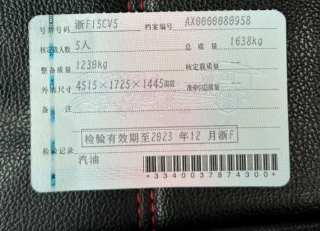 号牌号码 浙F15CV5 档案编号 AX0000080958
核定载人数 5人 总质量 1638kg
整备质量 1230kg 核定载质量
外廓尺寸 4515×1725×1445mm 准牵引总质量
备注
检验有效期至2023年12月浙F
检验记录
汽油
*3340037874300*